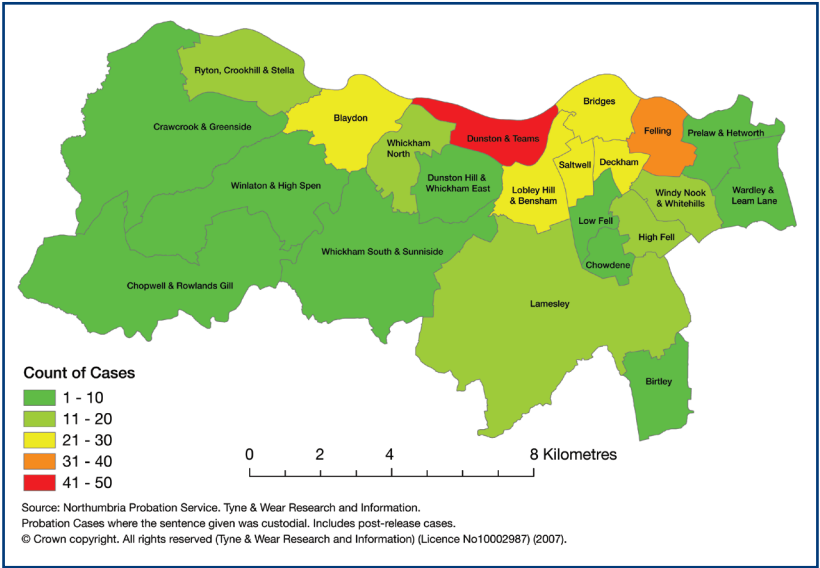 Ryton, Crookhill & Stella
Bridges
Blaydon
Crawcrook & Greenside
Felling
Prelaw & Hetworth
Dunston & Teams
Whickham
North
Saltwell
Deckham
Winlaton & High Spen
Dunston Hill &
Whickham East
Lobley Hill
& Bensham
Windy Nook
& Whitehills
Wardley &
Leam Lane
Low Fell
High Fell
Whickham South & Sunniside
Chowdene
Chopwell & Rowlands Gill
Lamesley
Birtley
Count of Cases
1 - 10
11 - 20
21 - 30
31 - 40
41 - 50
0 2 4 8 Kilometres
Source: Northumbria Probation Service. Tyne & Wear Research and Information.
Probation Cases where the sentence given was custodial. Includes post-release cases.
© Crown copyright. All rights reserved (Tyne & Wear Research and Information) (Licence No10002987) (2007).